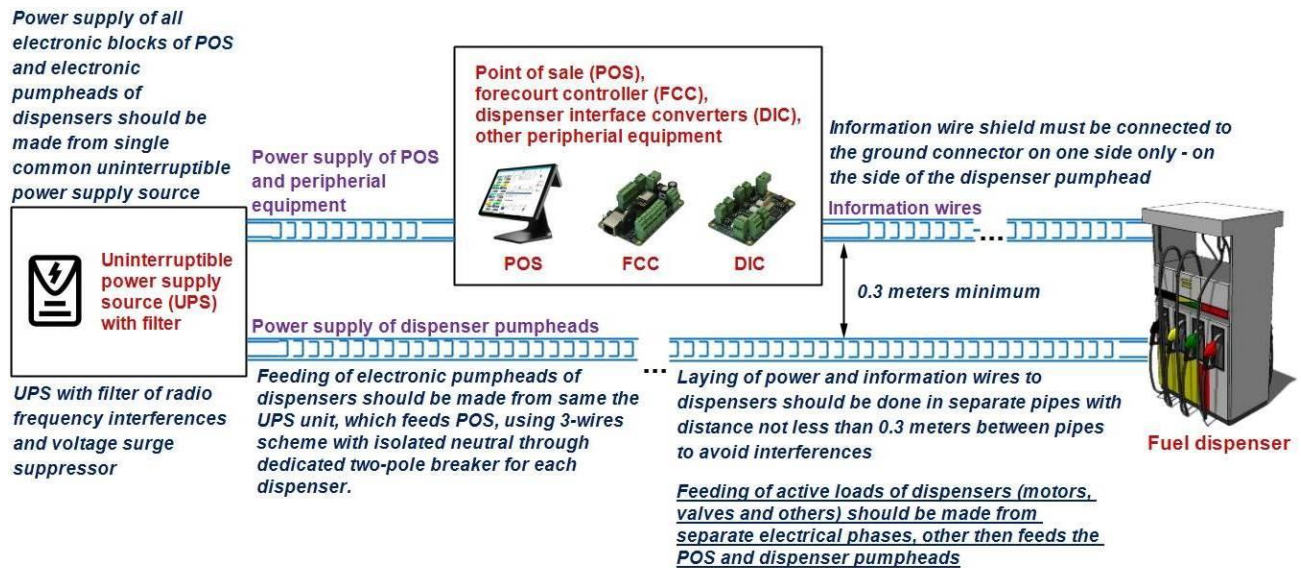 Power supply of all
electronic blocks of POS
and electronic
pumpheads of
dispensers should be
made from single
common uninterruptible
power supply source
Uninterruptible
power supply
source (UPS)
with filter
UPS with filter of radio
frequency interferences
and voltage surge
suppressor
Power supply of POS
and peripherial
equipment
Point of sale (POS),
forecourt controller (FCC),
dispenser interface converters (DIC),
other peripherial equipment
POS
FCC
DIC
Information wire shield must be connected to
the ground connector on one side only - on
the side of the dispenser pumphead
Information wires
...
0.3 meters minimum
Power supply of dispenser pumpheads
...
Feeding of electronic pumpheads of
dispensers should be made from same the
UPS unit, which feeds POS, using 3-wires
scheme with isolated neutral through
dedicated two-pole breaker for each
dispenser.
Laying of power and information wires to
dispensers should be done in separate pipes with
distance not less than 0.3 meters between pipes
to avoid interferences
Feeding of active loads of dispensers (motors,
valves and others) should be made from
separate electrical phases, other then feeds the
POS and dispenser pumpheads
Fuel dispenser